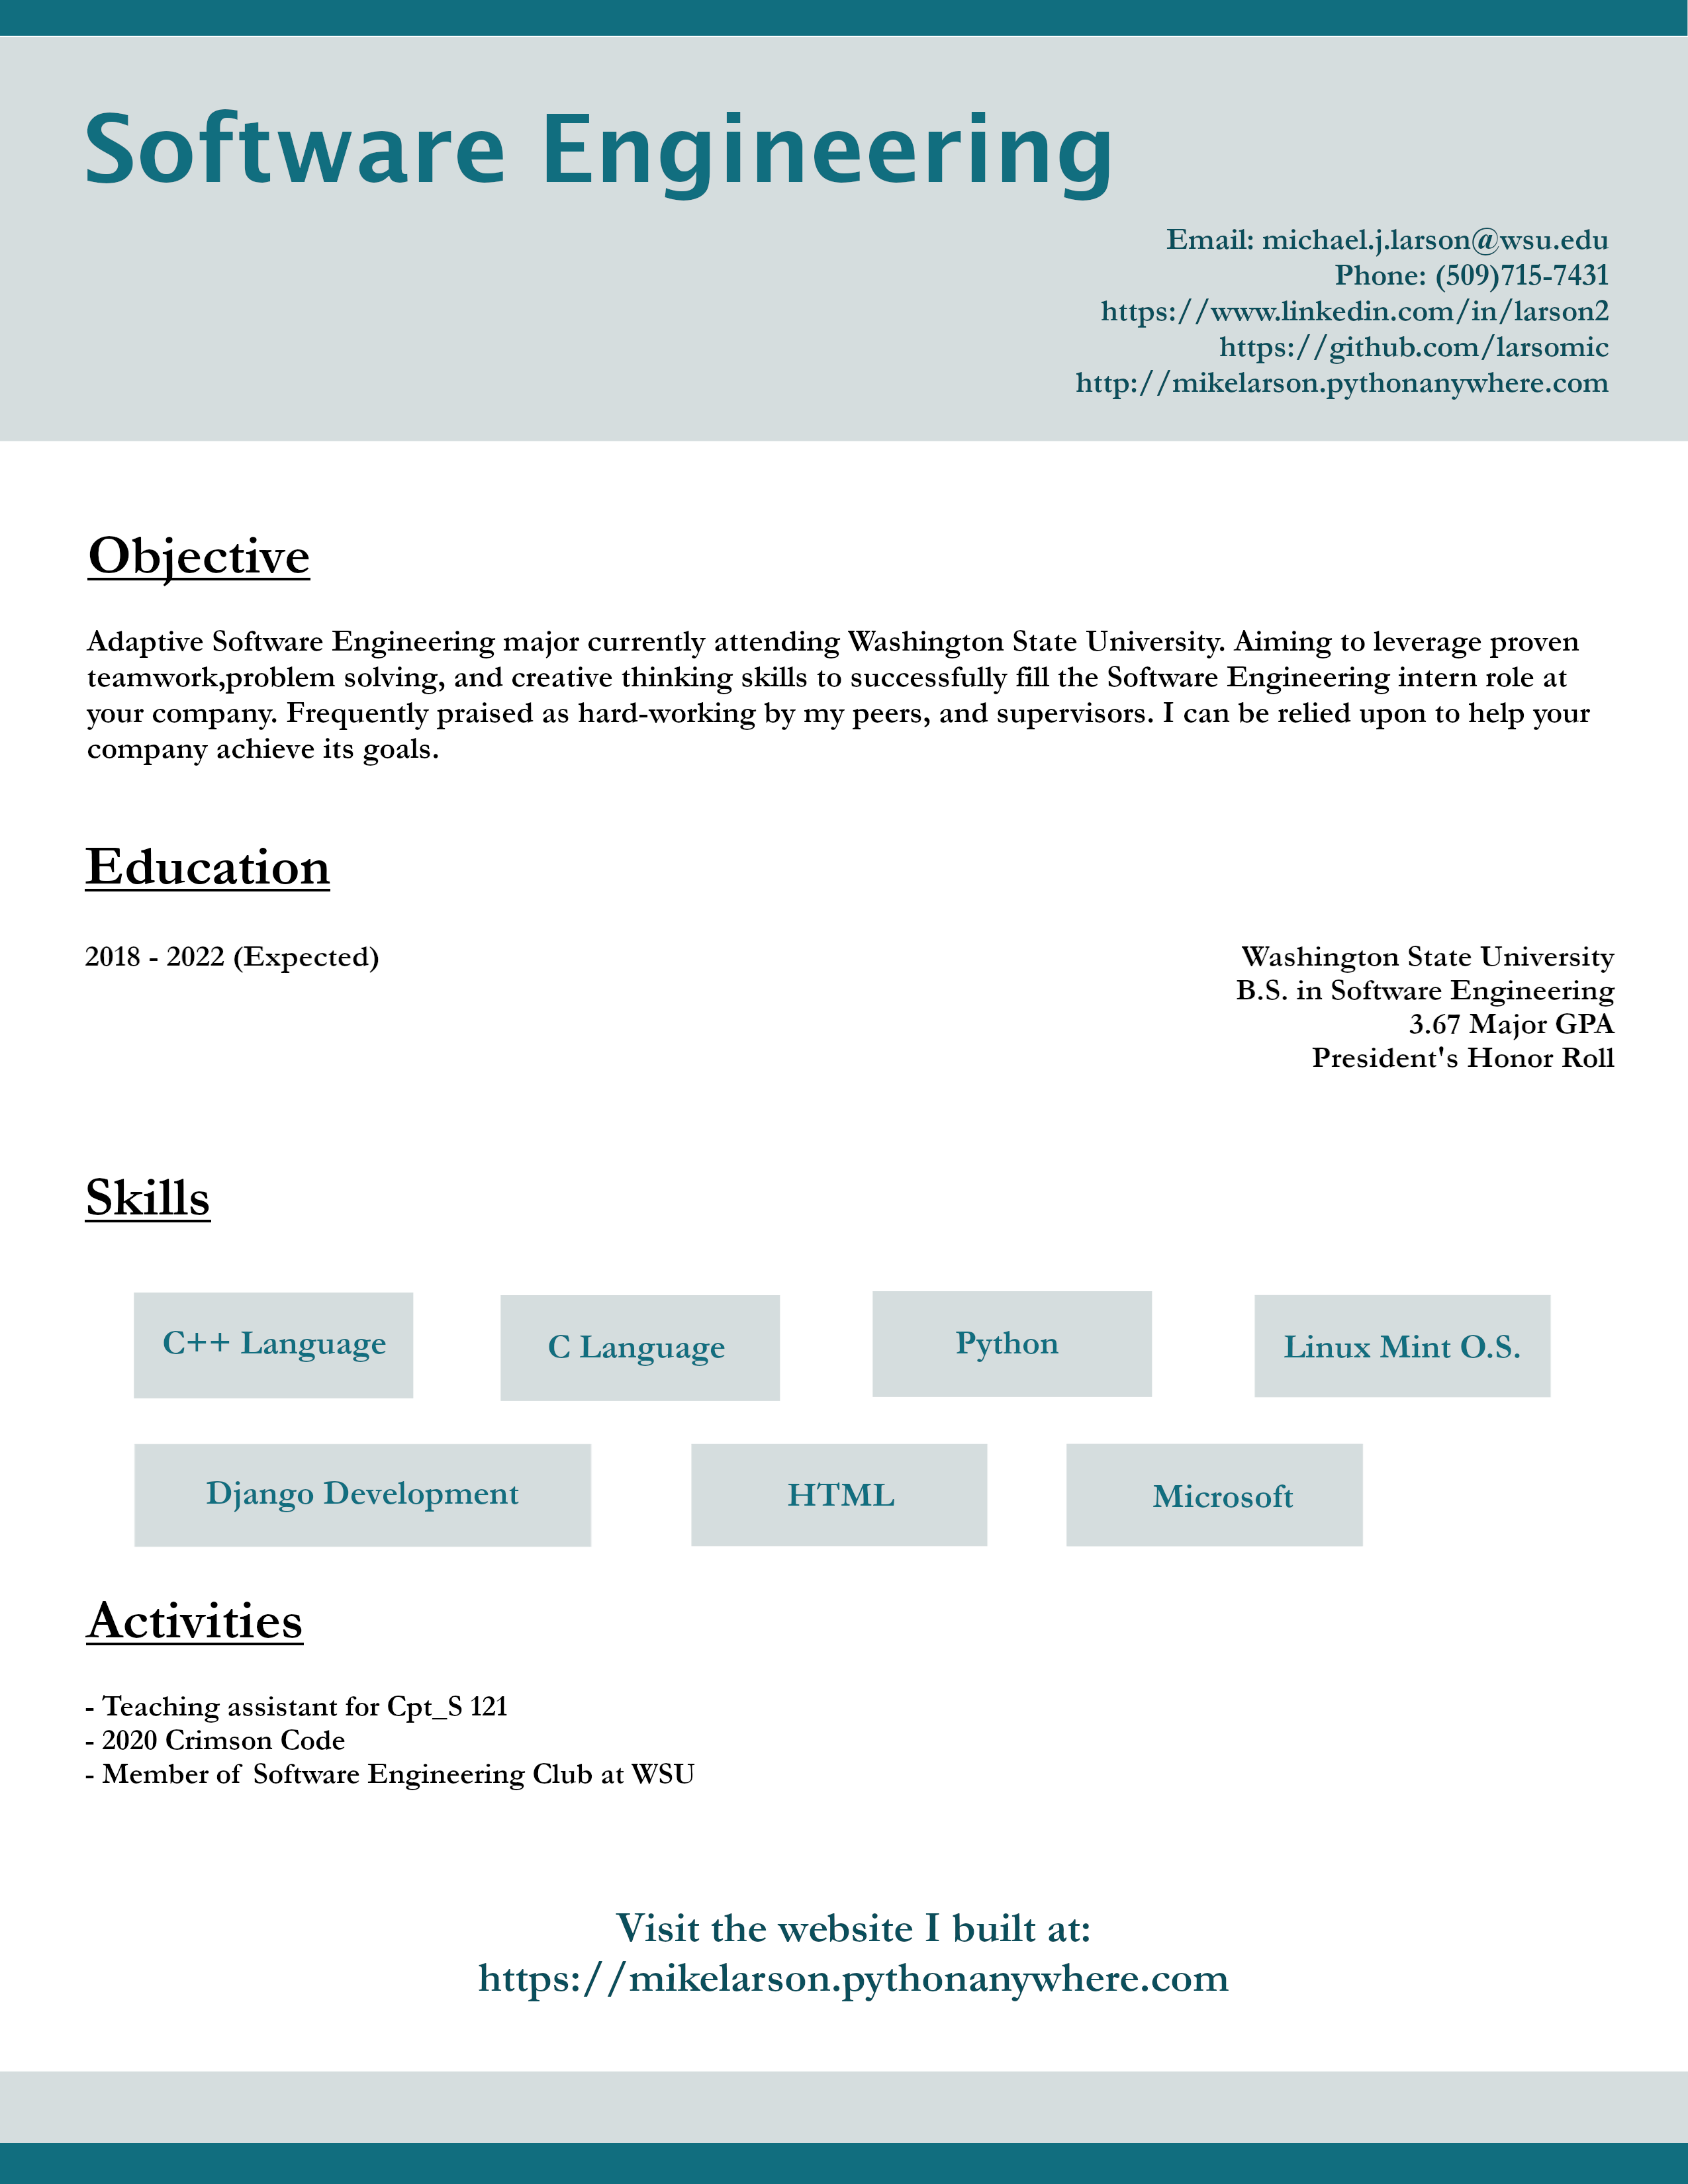 Software Engineering
Email: michael.j.larson@wsu.edu
Phone: (509)715-7431
https://www.linkedin.com/in/larson2
https://github.com/larsomic
http://mikelarson.pythonanywhere.com
Objective
Adaptive Software Engineering major currently attending Washington State University. Aiming to leverage proven
teamwork,problem solving, and creative thinking skills to successfully fill the Software Engineering intern role at
your company. Frequently praised as hard-working by my peers, and supervisors. I can be relied upon to help your
company achieve its goals.
Education
2018 - 2022 (Expected)
Washington State University
B.S. in Software Engineering
3.67 Major GPA
President's Honor Roll
Skills
C++ Language
C Language
Python
Linux Mint O.S.
Django Development
HTML
Microsoft
Activities
- Teaching assistant for Cpt_S 121
- 2020 Crimson Code
- Member of Software Engineering Club at WSU
Visit the website I built at:
https://mikelarson.pythonanywhere.com